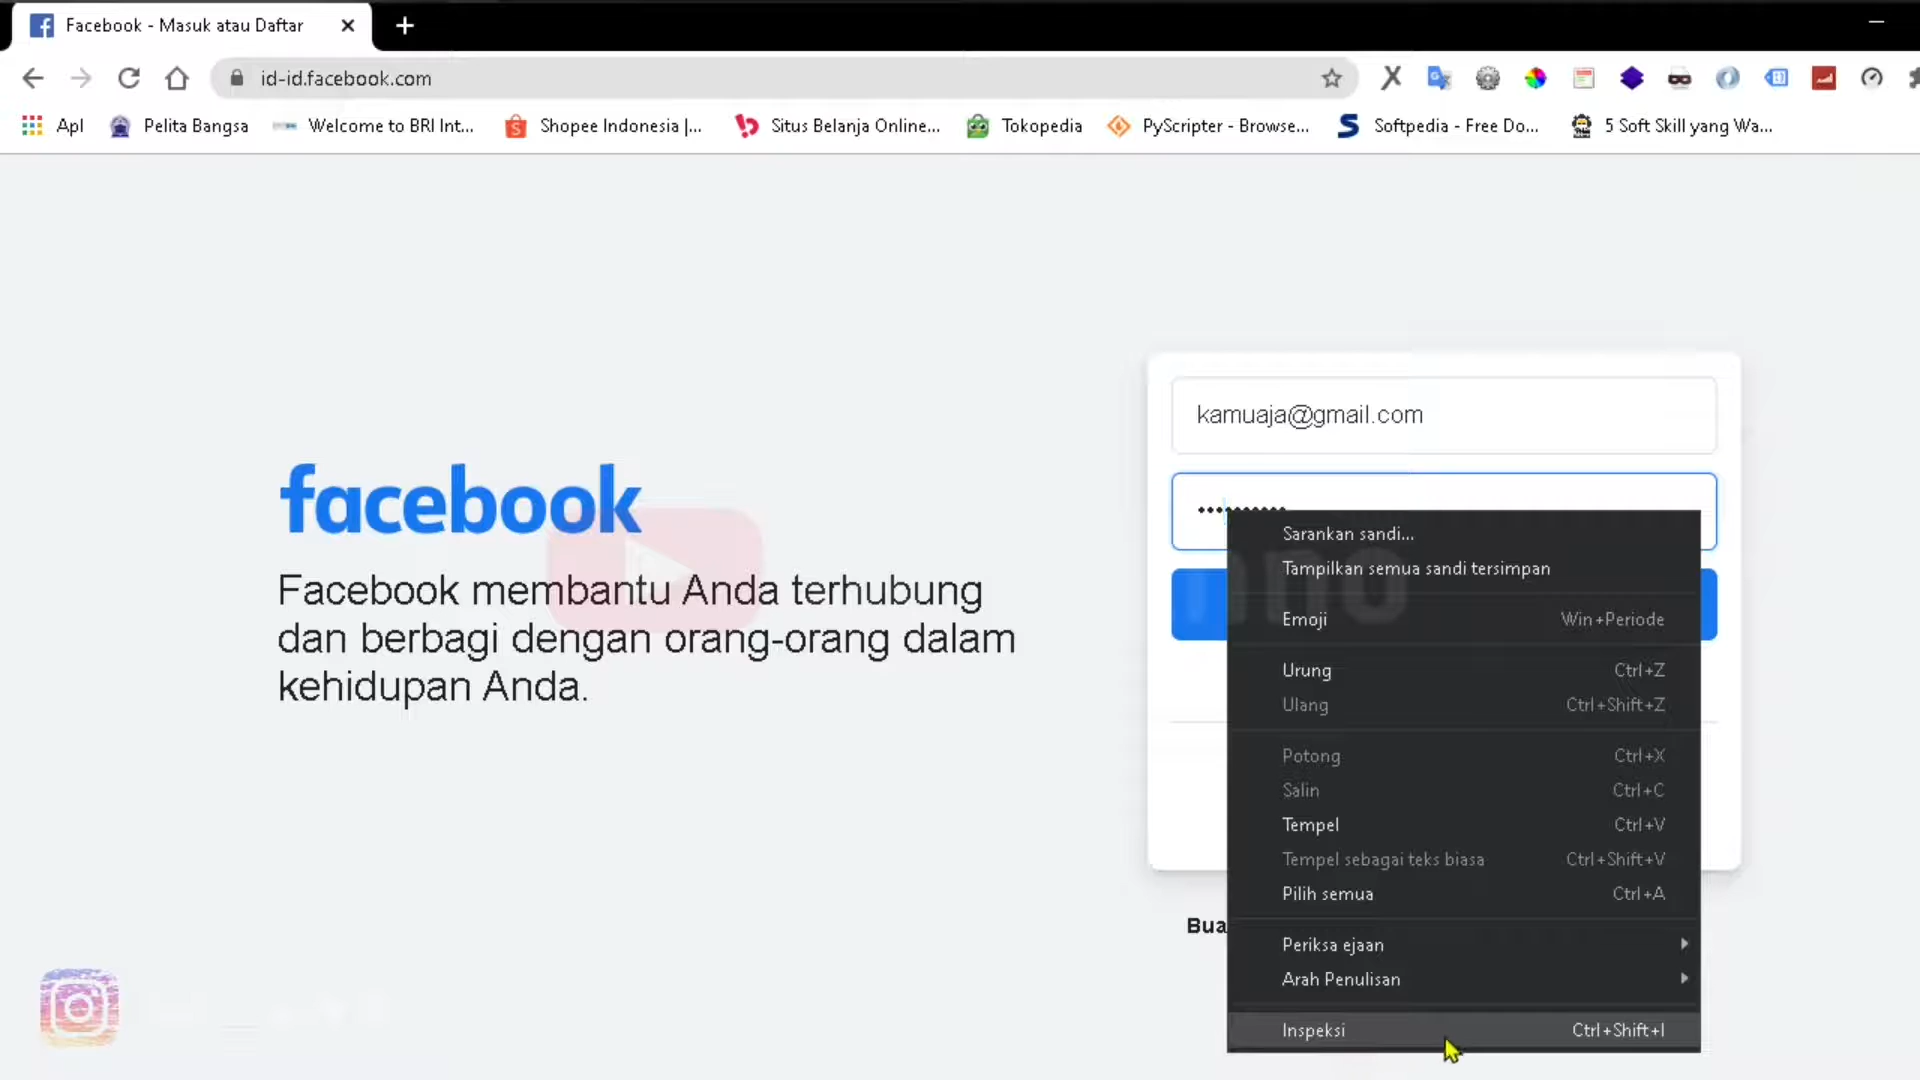 Facebook - Masuk atau Daftar
id-id.facebook.com
Apl
Pelita Bangsa
Welcome to BRI Int...
Shopee Indonesia |...
Situs Belanja Online...
Tokopedia
PyScripter - Browse...
Softpedia - Free Do...
5 Soft Skill yang Wa...
facebook
Facebook membantu Anda terhubung
dan berbagi dengan orang-orang dalam
kehidupan Anda.
kamuaja@gmail.com
Sarankan sandi...
Tampilkan semua sandi tersimpan
Emoji Win+Periode
Urung Ctrl+Z
Ulang Ctrl+Shift+Z
Potong Ctrl+X
Salin Ctrl+C
Tempel Ctrl+V
Tempel sebagai teks biasa Ctrl+Shift+V
Pilih semua Ctrl+A
Bua
Periksa ejaan
Arah Penulisan
Inspeksi Ctrl+Shift+I